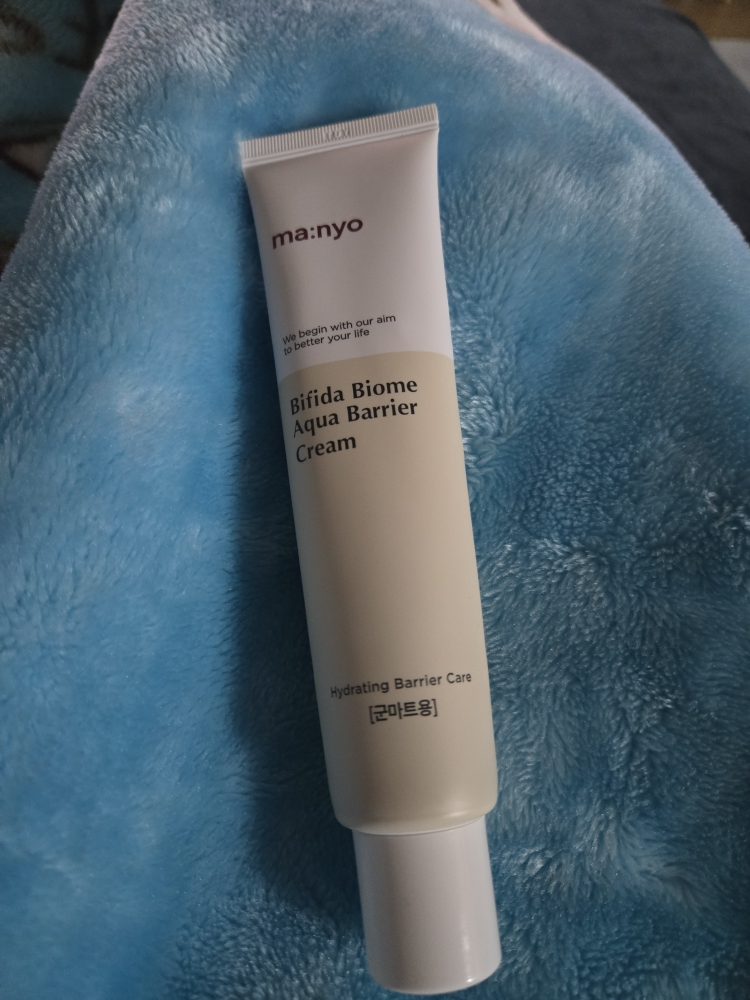 ma:nyo
We begin with our aim
to better your life
Bifida Biome
Aqua Barrier
Cream
Hydrating Barrier Care
[군마트용]